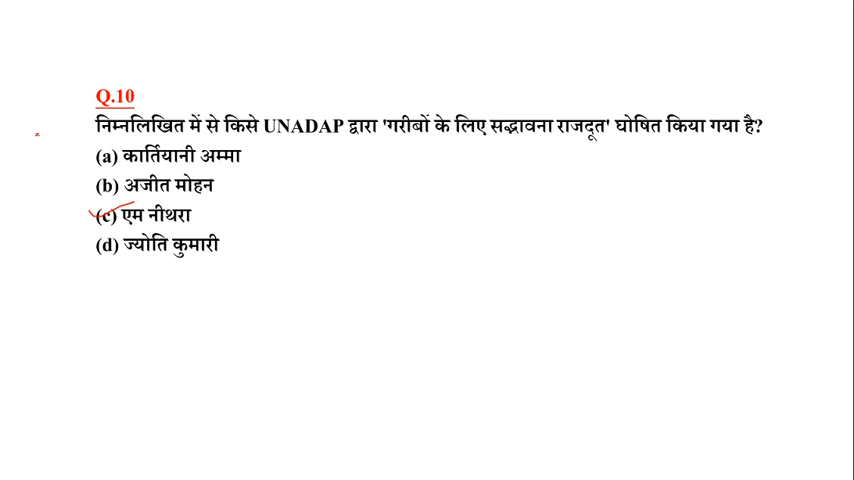 Q.10
निम्नलिखित में से किसे UNADAP द्वारा 'गरीबों के लिए सद्भावना राजदूत' घोषित किया गया है?
(a) कार्तियानी अम्मा
(b) अजीत मोहन
(c) एम नीथरा
(d) ज्योति कुमारी